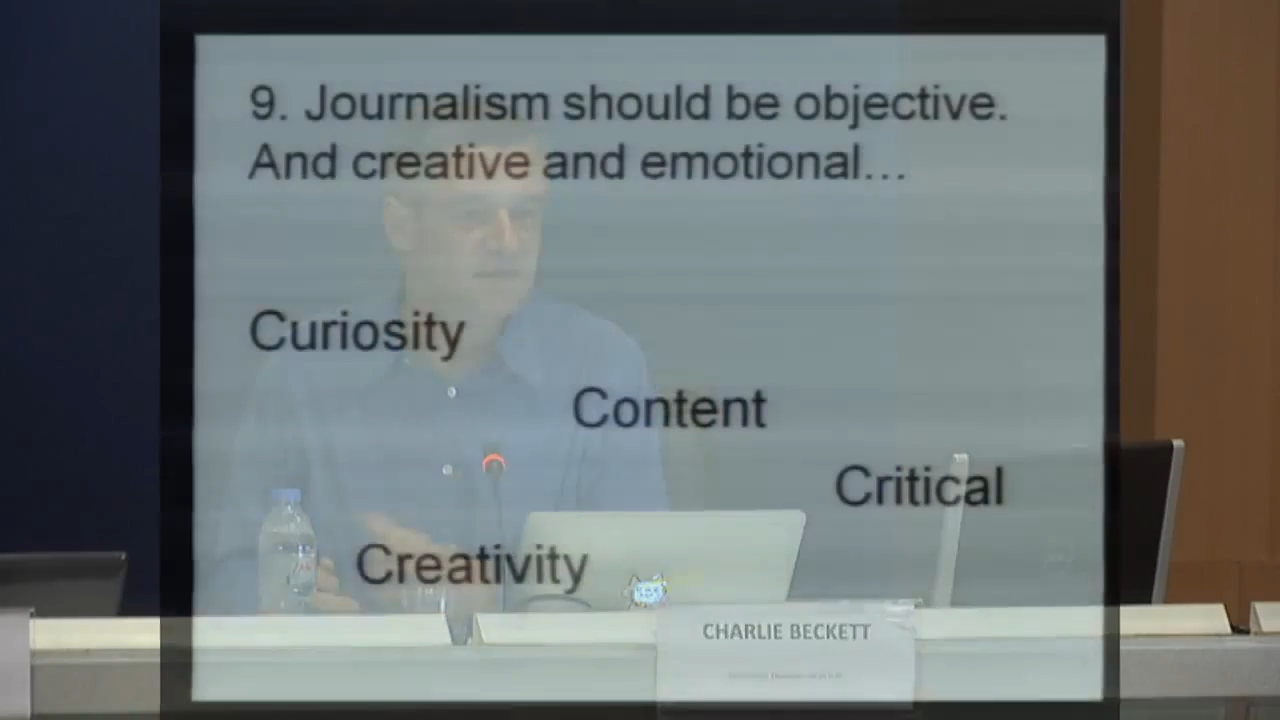 9. Journalism should be objective.
And creative and emotional…
Curiosity
Content
Critical
Creativity
CHARLIE BECKETT